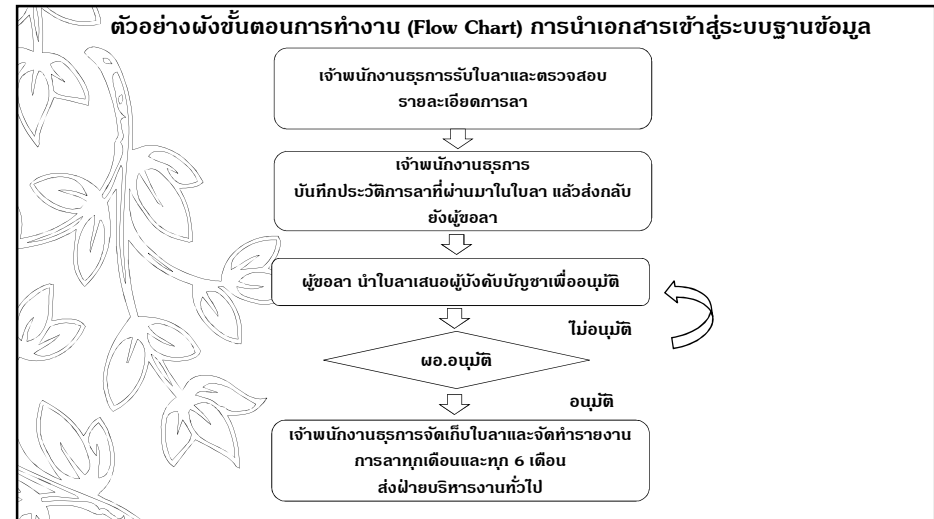 ตัวอย่างผังขั้นตอนการทำงาน (Flow Chart) การนำเอกสารเข้าสู่ระบบฐานข้อมูล
เจ้าพนักงานธุรการรับใบลาและตรวจสอบ
รายละเอียดการลา
เจ้าพนักงานธุรการ
บันทึกประวัติการลาที่ผ่านมาในใบลา แล้วส่งกลับ
ยังผู้ขอลา
ผู้ขอลา นำใบลาเสนอผู้บังคับบัญชาเพื่ออนุมัติ
ไม่อนุมัติ
ผอ.อนุมัติ
อนุมัติ
เจ้าพนักงานธุรการจัดเก็บใบลาและจัดทำรายงาน
การลาทุกเดือนและทุก 6 เดือน
ส่งฝ่ายบริหารงานทั่วไป